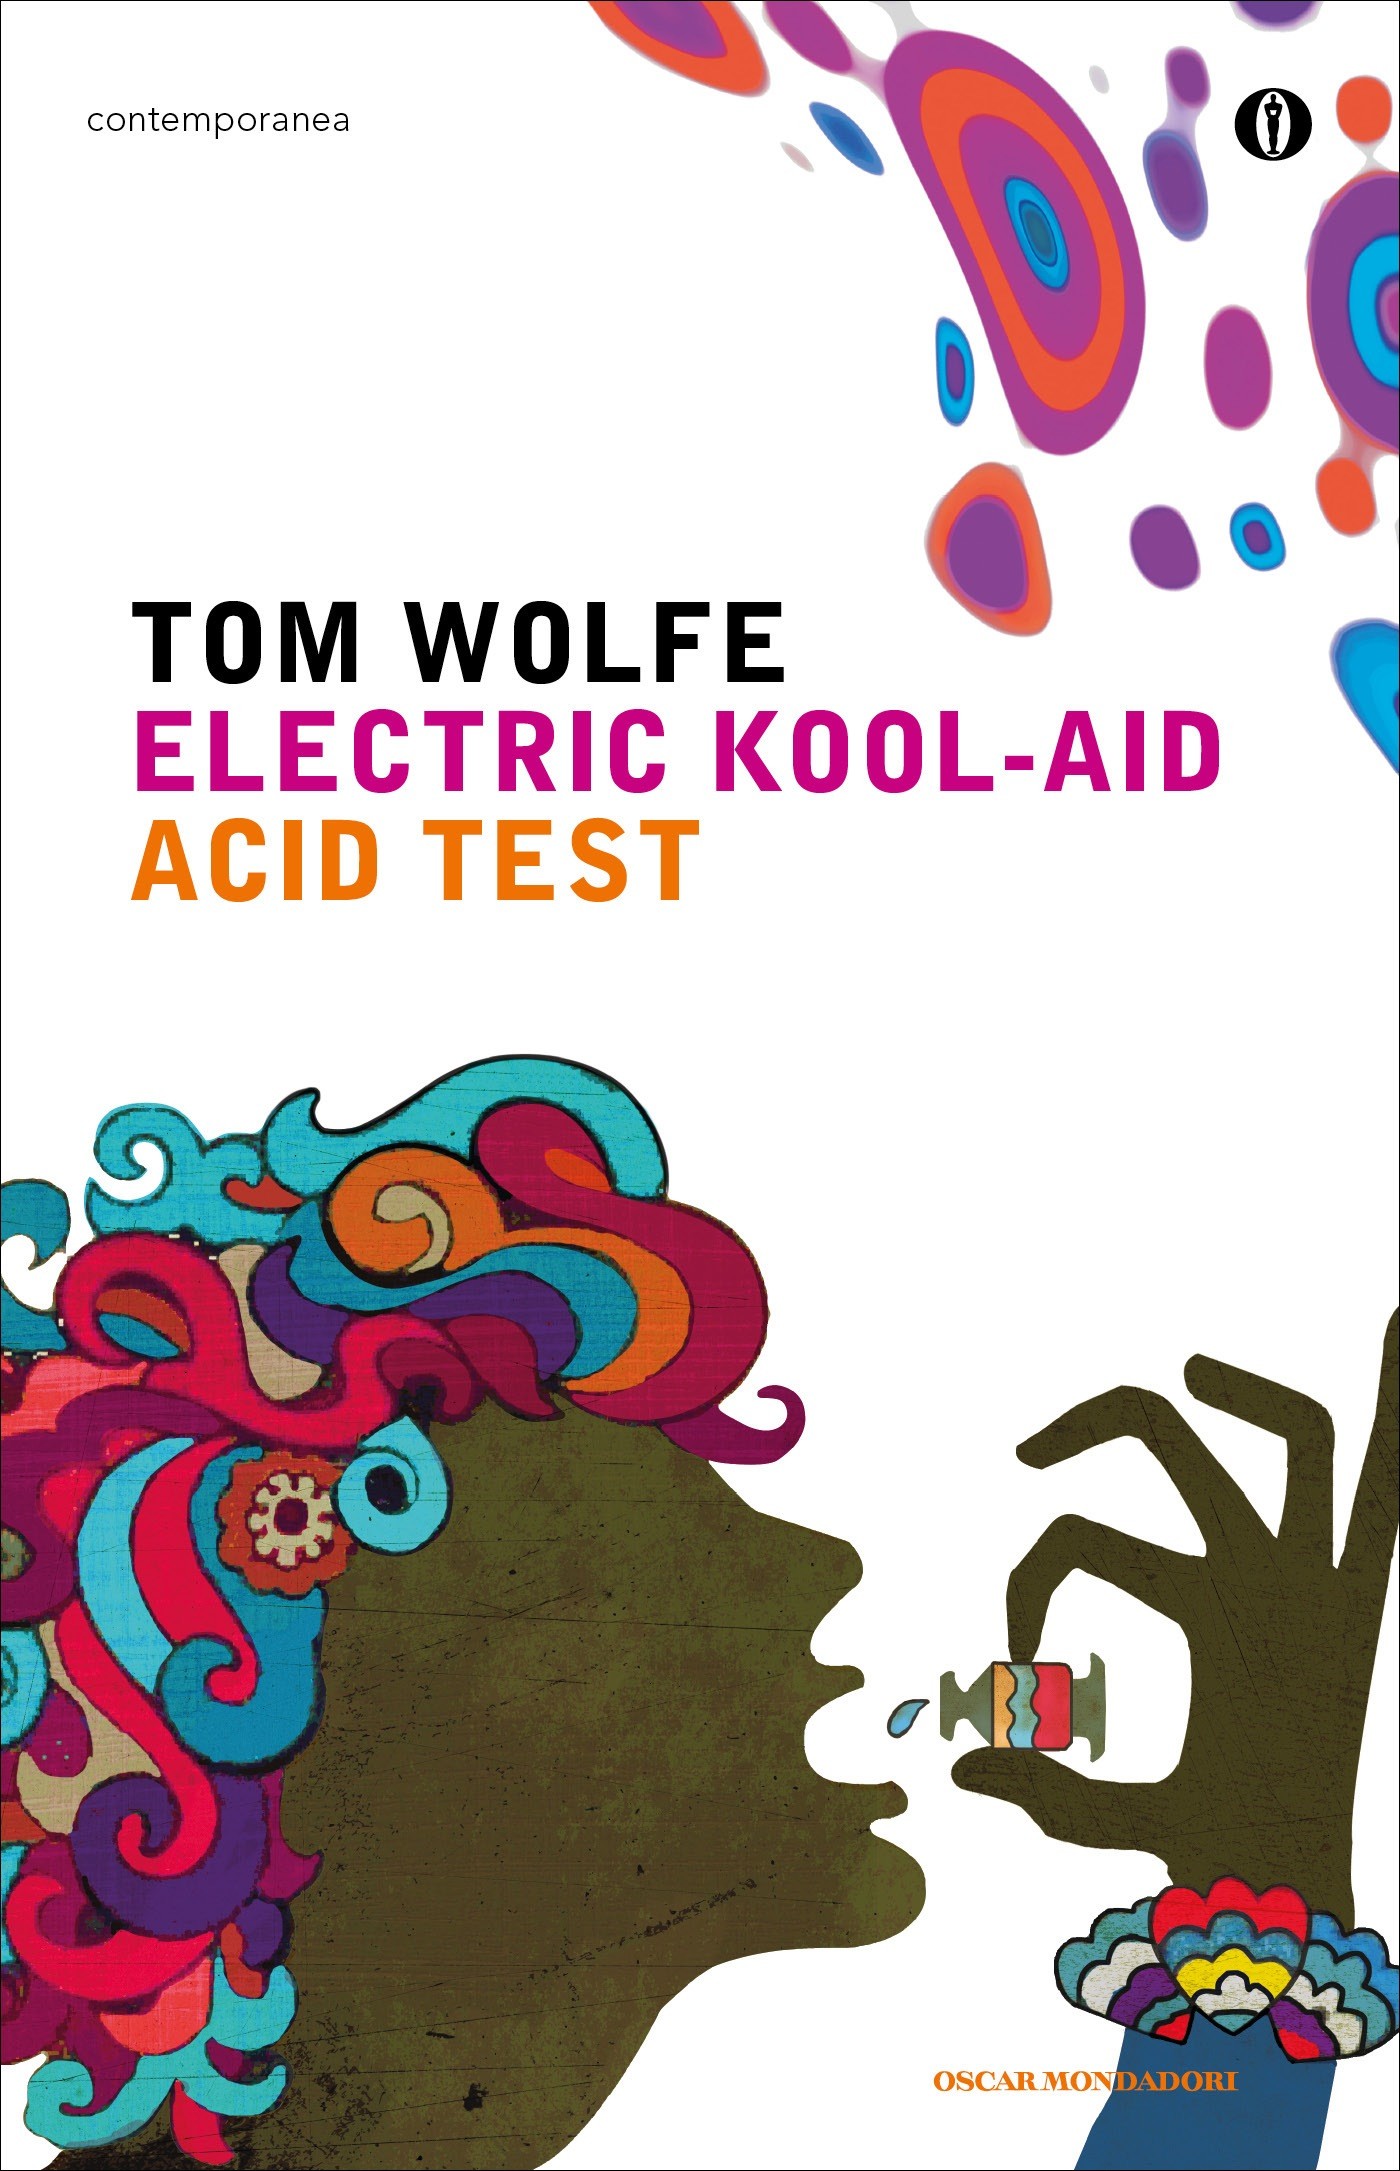 contemporanea
TOM WOLFE
ELECTRIC KOOL-AID
ACID TEST
OSCAR MONDADORI